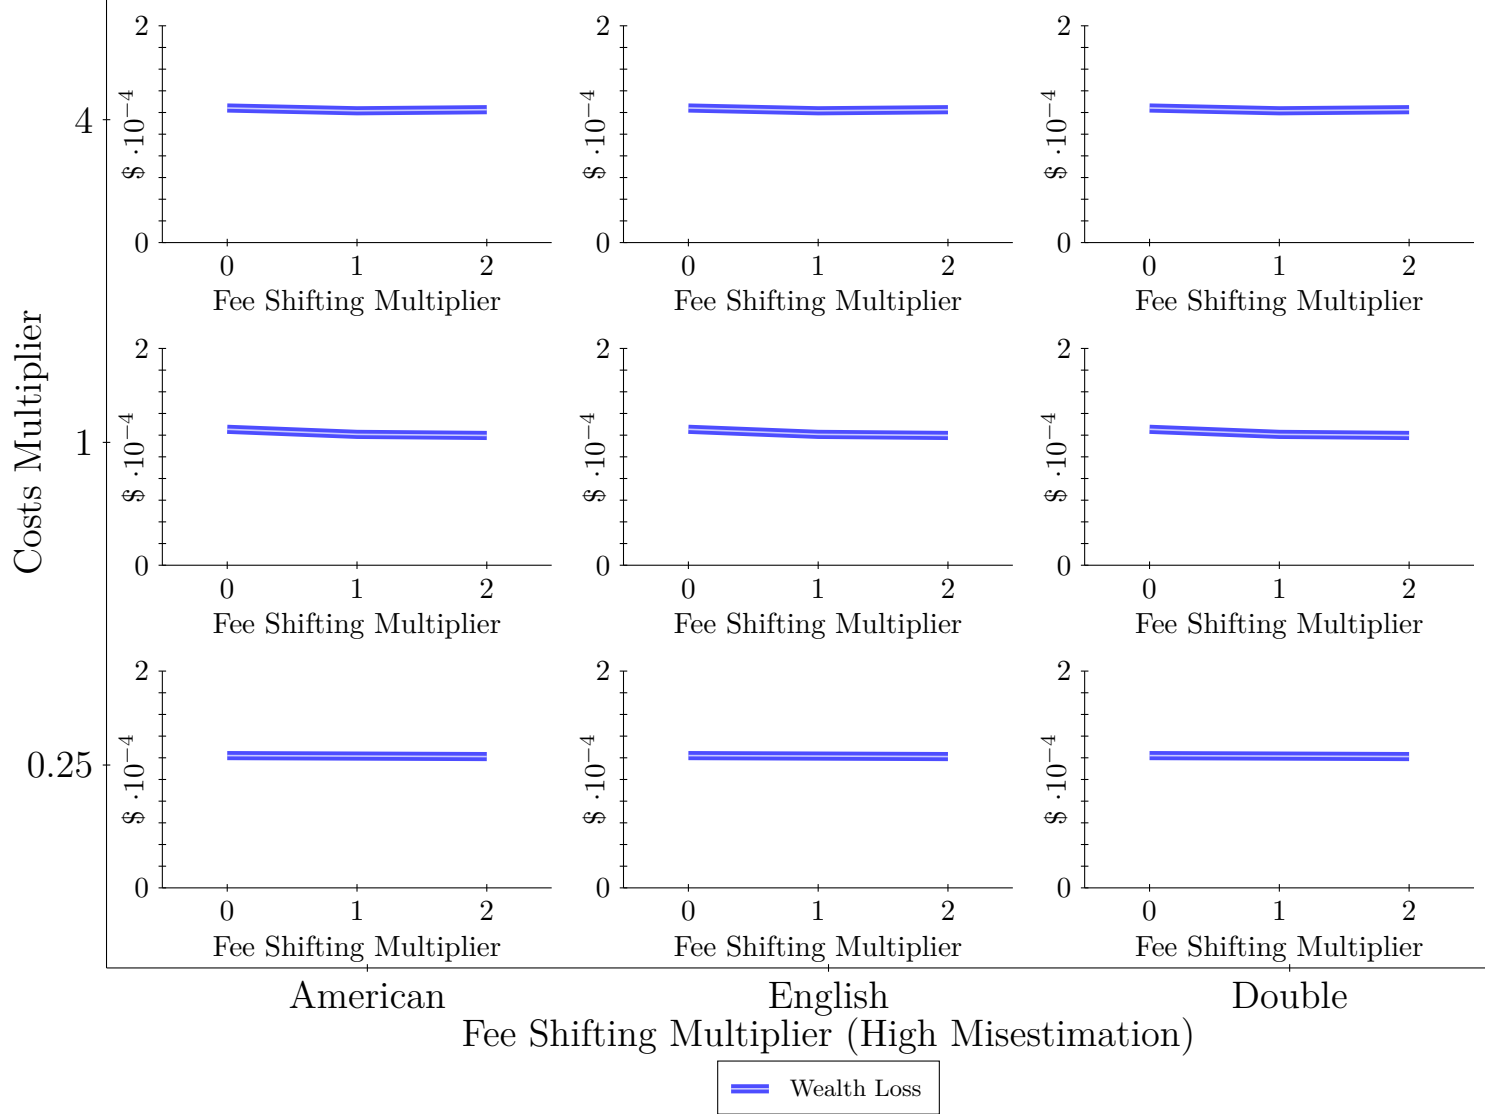 Costs Multiplier
4
2
0
$ ·10−4
0 1 2
Fee Shifting Multiplier
2
0
$ ·10−4
0 1 2
Fee Shifting Multiplier
2
0
$ ·10−4
0 1 2
Fee Shifting Multiplier
1
2
0
$ ·10−4
0 1 2
Fee Shifting Multiplier
2
0
$ ·10−4
0 1 2
Fee Shifting Multiplier
2
0
$ ·10−4
0 1 2
Fee Shifting Multiplier
0.25
2
0
$ ·10−4
0 1 2
Fee Shifting Multiplier
2
0
$ ·10−4
0 1 2
Fee Shifting Multiplier
2
0
$ ·10−4
0 1 2
Fee Shifting Multiplier
American English Double
Fee Shifting Multiplier (High Misestimation)
Wealth Loss